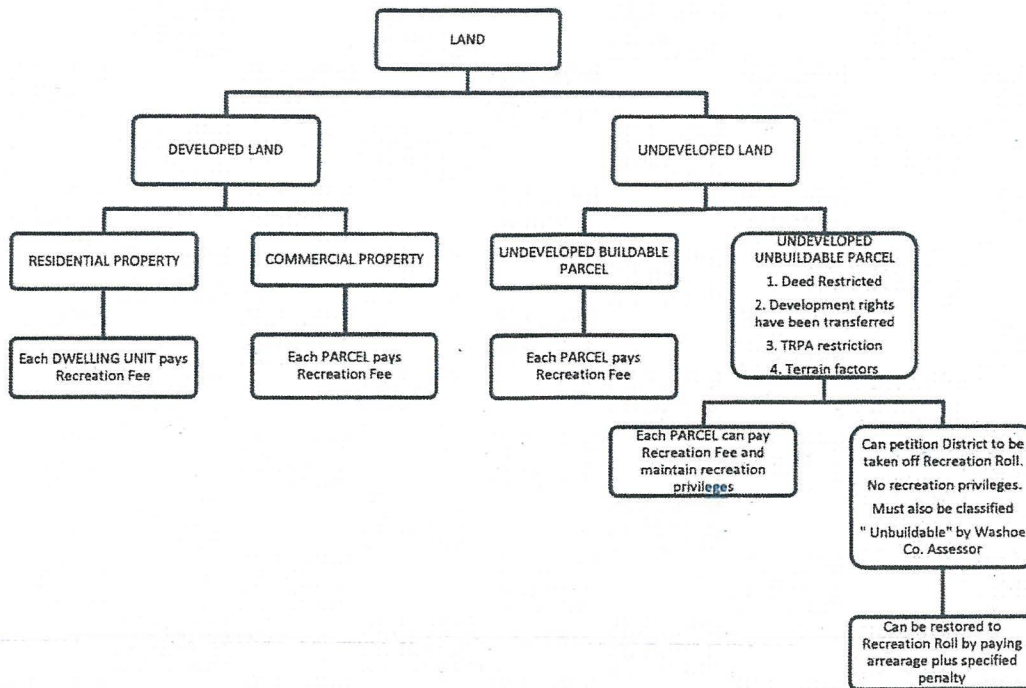 LAND
DEVELOPED LAND
UNDEVELOPED LAND
RESIDENTIAL PROPERTY
COMMERCIAL PROPERTY
UNDEVELOPED BUILDABLE
PARCEL
UNDEVELOPED
UNBUILDABLE PARCEL
1. Deed Restricted
2. Development rights
have been transferred
3. TRPA restriction
4. Terrain factors
Each DWELLING UNIT pays
Recreation Fee
Each PARCEL pays
Recreation Fee
Each PARCEL pays
Recreation Fee
Each PARCEL can pay
Recreation Fee and
maintain recreation
privileges
Can petition District to be
taken off Recreation Roll.
No recreation privileges.
Must also be classified
" Unbuildable" by Washoe
Co. Assessor
Can be restored to
Recreation Roll by paying
arrearage plus specified
penalty